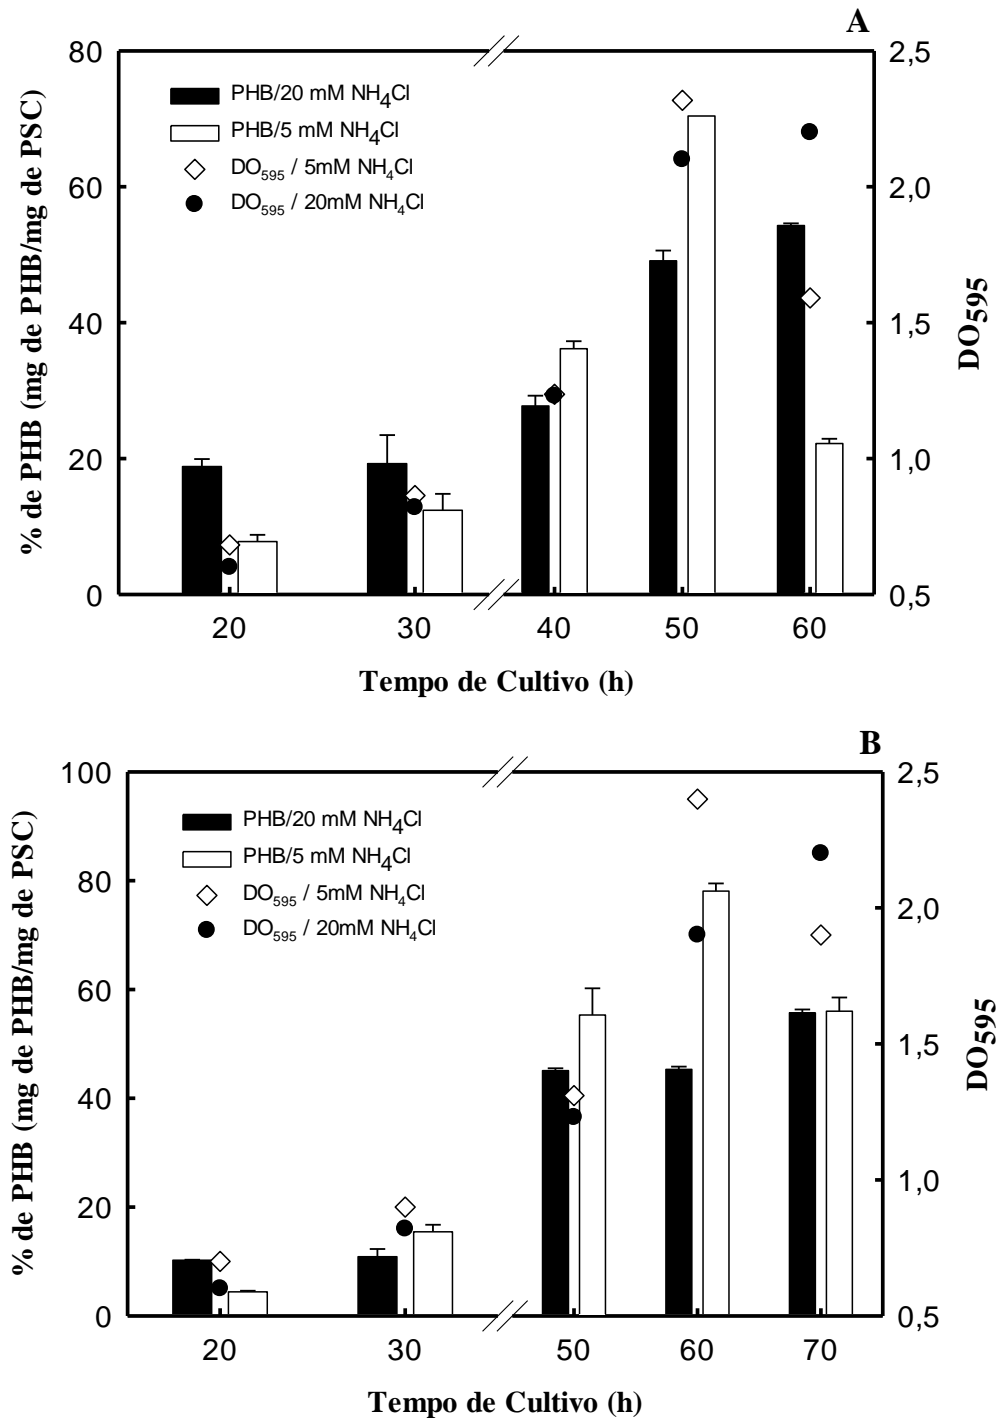 A
80
60
40
20
0
2,5
2,0
1,5
1,0
0,5
% de PHB (mg de PHB/mg de PSC)
DO595
PHB/20 mM NH4Cl
PHB/5 mM NH4Cl
DO595 / 5mM NH4Cl
DO595 / 20mM NH4Cl
20 30 40 50 60
Tempo de Cultivo (h)
B
100
80
60
40
20
0
2,5
2,0
1,5
1,0
0,5
% de PHB (mg de PHB/mg de PSC)
DO595
PHB/20 mM NH4Cl
PHB/5 mM NH4Cl
DO595 / 5mM NH4Cl
DO595 / 20mM NH4Cl
20 30 50 60 70
Tempo de Cultivo (h)